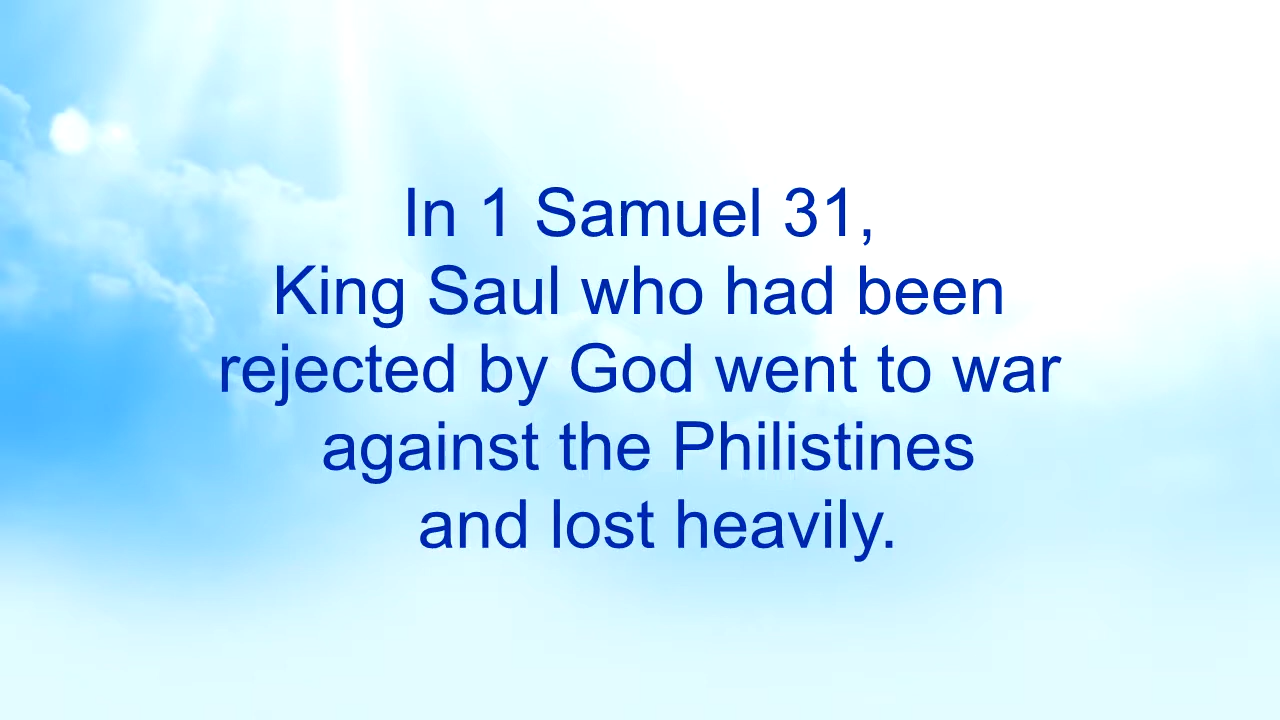 In 1 Samuel 31,
King Saul who had been
rejected by God went to war
against the Philistines
and lost heavily.